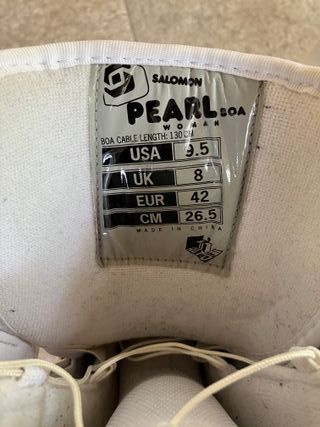 SALOMON
PEARL BOA
WOMAN
BOA CABLE LENGTH: 130 CM
USA 9.5
UK 8
EUR 42
CM 26.5
MADE IN CHINA